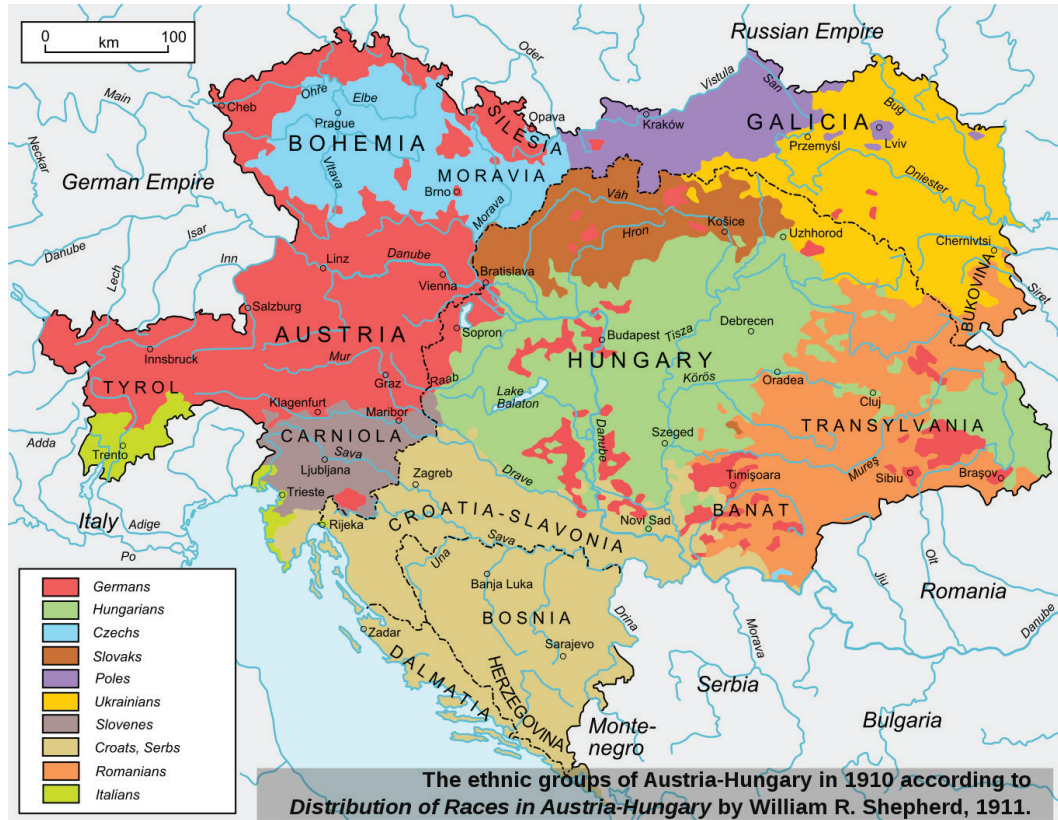 0 100
km
Russian Empire
Oder
Vistula
San
Bug
Main
Ohře
Elbe
Cheb
Prague
SILESIA
Opava
Kraków
GALICIA
Przemyśl
Lviv
Neckar
BOHEMIA
MORAVIA
Vltava
Brno
Morava
German Empire
Dniester
Váh
Hron
Košice
Uzhhorod
Chernivtsi
Danube
Isar
Lech
Inn
Linz
Danube
Vienna
Bratislava
Siret
BUKOVINA
Salzburg
AUSTRIA
Sopron
Budapest
Tisza
Debrecen
Innsbruck
Mur
HUNGARY
TYROL
Graz
Raab
Lake
Balaton
Körös
Oradea
Cluj
Klagenfurt
Maribor
TRANSYLVANIA
Adda
Trento
CARNIOLA
Sava
Ljubljana
Szeged
Danube
Mureş
Zagreb
Drave
Timişoara
Sibiu
Braşov
Trieste
Italy
Adige
Rijeka
CROATIA-SLAVONIA
Novi Sad
BANAT
Po
Sava
Una
Olt
Jiu
Banja Luka
Romania
Drina
BOSNIA
Danube
Morava
Zadar
Sarajevo
DALMATIA
HERZEGOVINA
Serbia
Monte-
negro
Bulgaria
Germans
Hungarians
Czechs
Slovaks
Poles
Ukrainians
Slovenes
Croats, Serbs
Romanians
Italians
The ethnic groups of Austria-Hungary in 1910 according to
Distribution of Races in Austria-Hungary by William R. Shepherd, 1911.